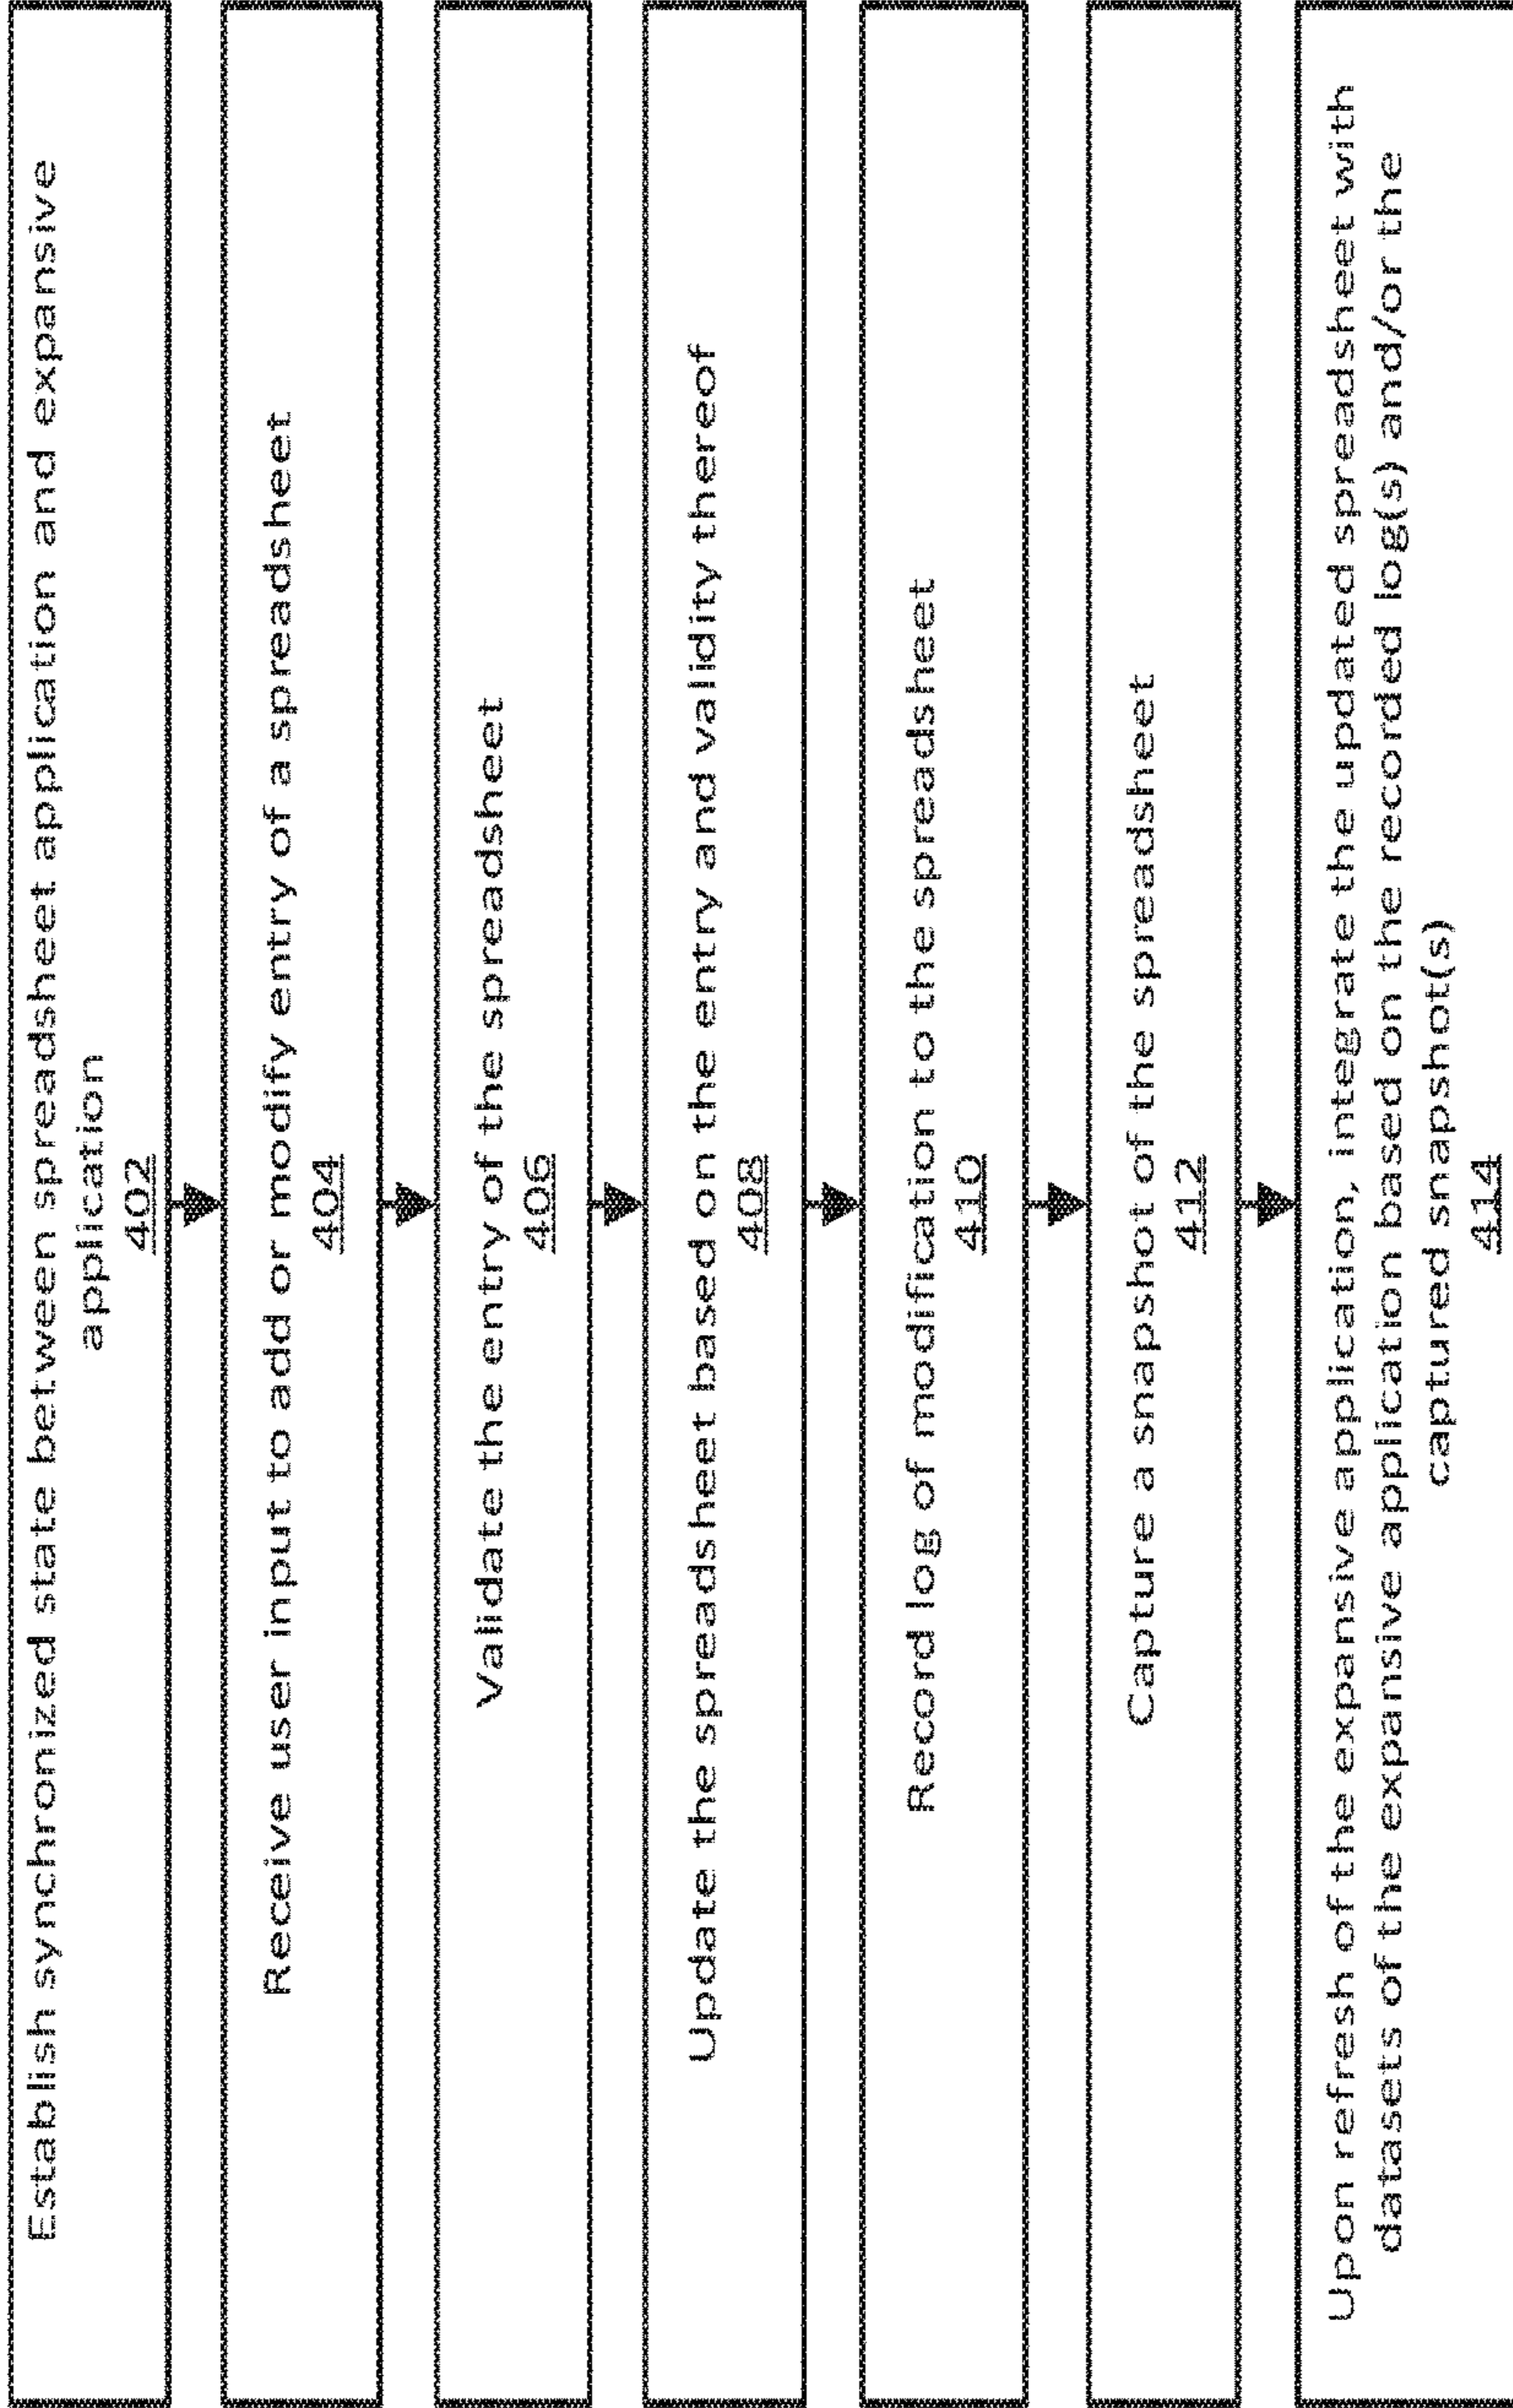 Establish synchronized state between spreadsheet application and expansive
application
402
Receive user input to add or modify entry of a spreadsheet
404
Validate the entry of the spreadsheet
406
Update the spreadsheet based on the entry and validity thereof
408
Record log of modification to the spreadsheet
410
Capture a snapshot of the spreadsheet
412
Upon refresh of the expansive application, integrate the updated spreadsheet with
datasets of the expansive application based on the recorded log(s) and/or the
captured snapshot(s)
414